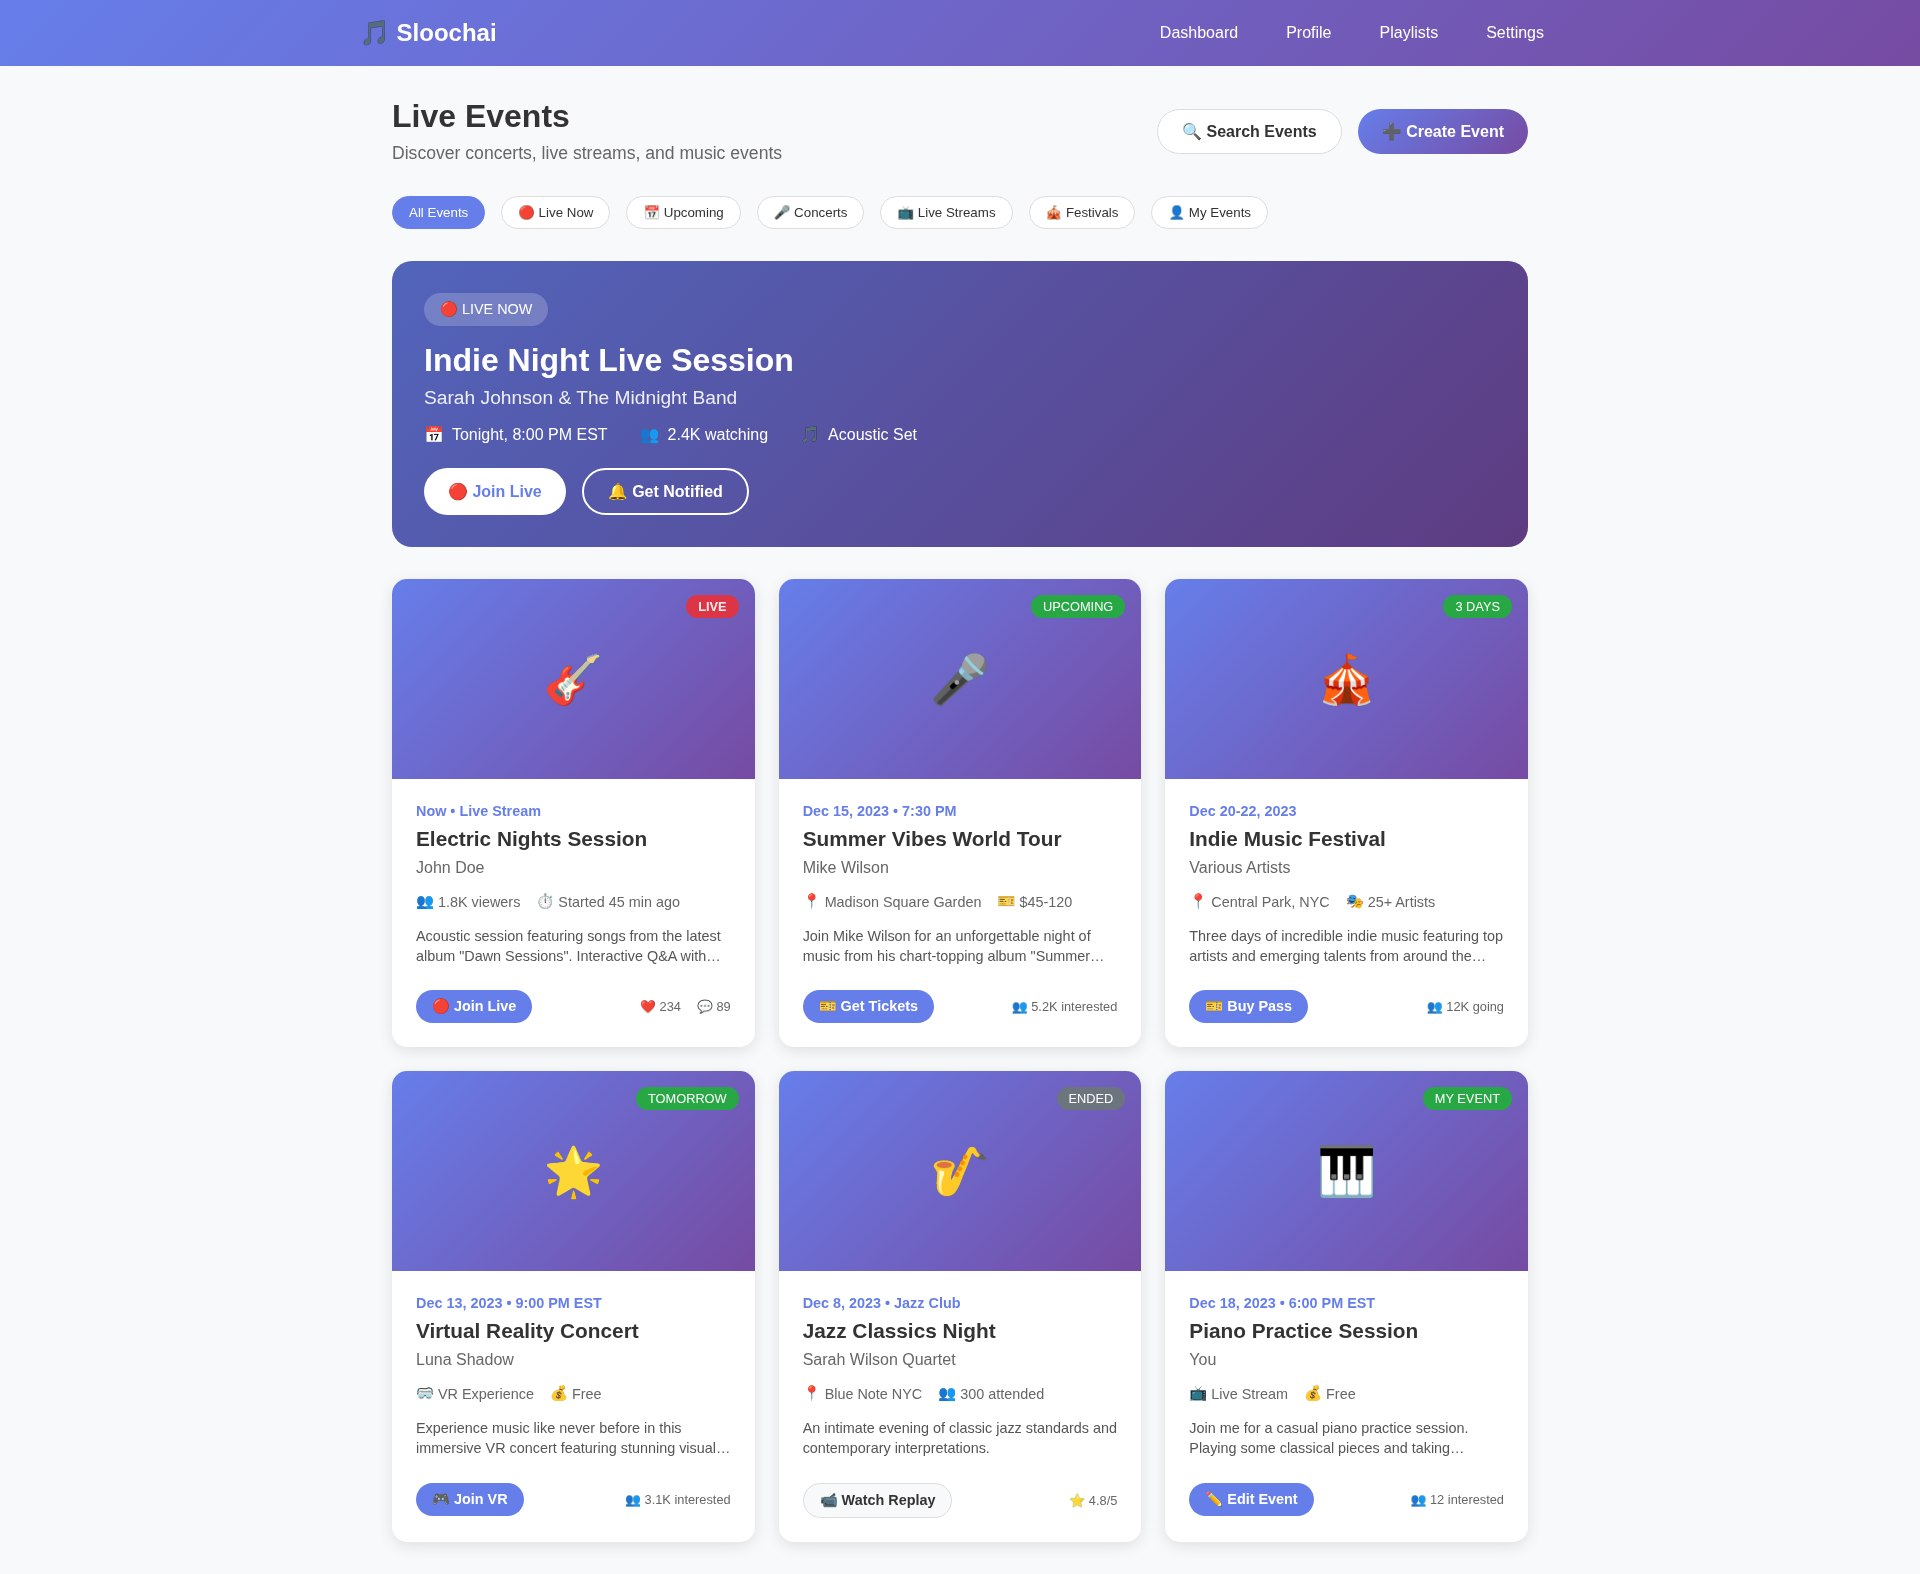 🎵 Sloochai
Dashboard Profile Playlists Settings
Live Events
Discover concerts, live streams, and music events
🔍 Search Events ➕ Create Event
All Events 🔴 Live Now 📅 Upcoming 🎤 Concerts 📺 Live Streams 🎪 Festivals 👤 My Events
🔴 LIVE NOW
Indie Night Live Session
Sarah Johnson & The Midnight Band
📅 Tonight, 8:00 PM EST 👥 2.4K watching 🎵 Acoustic Set
🔴 Join Live 🔔 Get Notified
LIVE
Now • Live Stream
Electric Nights Session
John Doe
👥 1.8K viewers ⏱️ Started 45 min ago
Acoustic session featuring songs from the latest
album "Dawn Sessions". Interactive Q&A with…
🔴 Join Live ❤️ 234 💬 89
UPCOMING
Dec 15, 2023 • 7:30 PM
Summer Vibes World Tour
Mike Wilson
📍 Madison Square Garden 🎫 $45-120
Join Mike Wilson for an unforgettable night of
music from his chart-topping album "Summer…
🎫 Get Tickets 👥 5.2K interested
3 DAYS
Dec 20-22, 2023
Indie Music Festival
Various Artists
📍 Central Park, NYC 🎭 25+ Artists
Three days of incredible indie music featuring top
artists and emerging talents from around the…
🎫 Buy Pass 👥 12K going
TOMORROW
Dec 13, 2023 • 9:00 PM EST
Virtual Reality Concert
Luna Shadow
🥽 VR Experience 💰 Free
Experience music like never before in this
immersive VR concert featuring stunning visual…
🎮 Join VR 👥 3.1K interested
ENDED
Dec 8, 2023 • Jazz Club
Jazz Classics Night
Sarah Wilson Quartet
📍 Blue Note NYC 👥 300 attended
An intimate evening of classic jazz standards and
contemporary interpretations.
📹 Watch Replay ⭐ 4.8/5
MY EVENT
Dec 18, 2023 • 6:00 PM EST
Piano Practice Session
You
📺 Live Stream 💰 Free
Join me for a casual piano practice session.
Playing some classical pieces and taking…
✏️ Edit Event 👥 12 interested